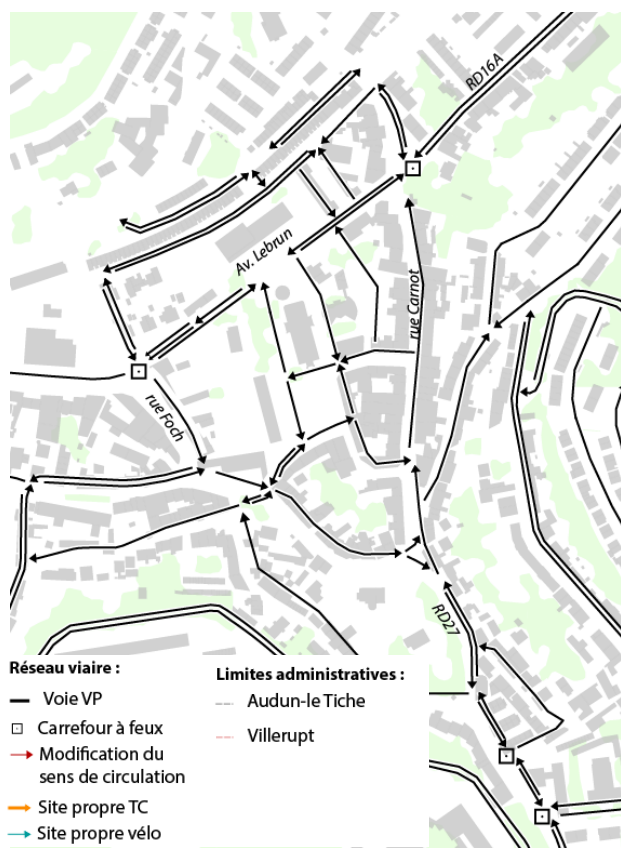 RD16A
Av. Lebrun
rue Carnot
rue Foch
RD27
Réseau viaire :
Voie VP
Carrefour à feux
Modification du
sens de circulation
Site propre TC
Site propre vélo
Limites administratives :
Audun-le Tiche
Villerupt